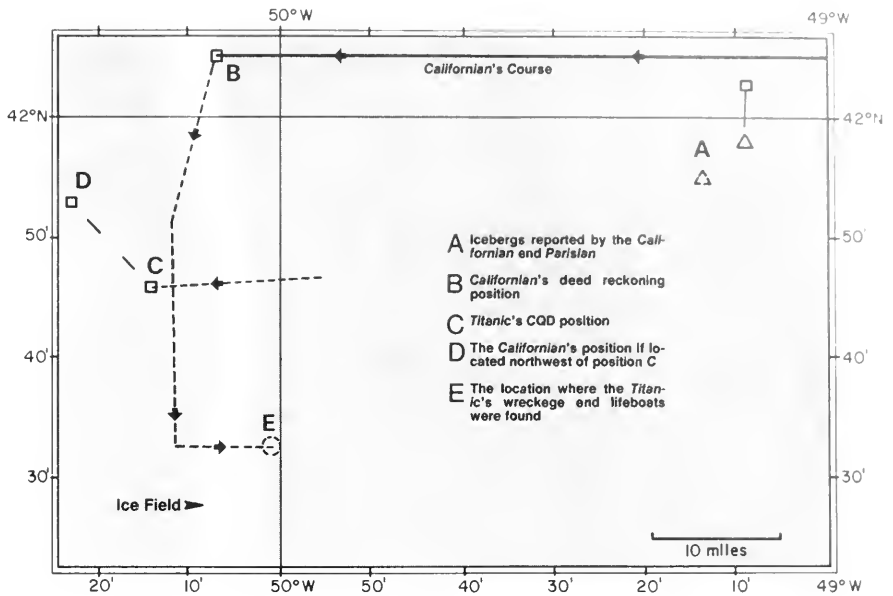 50°W
49°W
B
Californian's Course
42°N
A
D
50'
50'
A Icebergs reported by the Cal-
ifornian end Parisian
C
B Californian's deed reckoning
position
C Titanic's CQD position
40'
D The Californian's position if lo-
cated northwest of position C
40'
E The location where the Titan-
ic's wreckege end lifeboats
were found
E
30'
30'
Ice Field
10 miles
20' 10' 50°W 50' 40' 30' 20' 10' 49°W